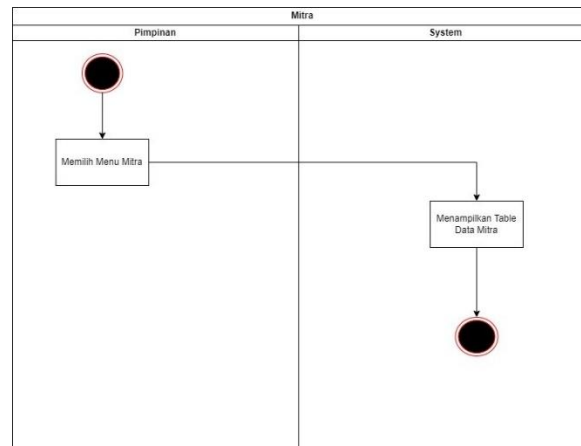 Mitra
Pimpinan
System
Memilih Menu Mitra
Menampilkan Table
Data Mitra